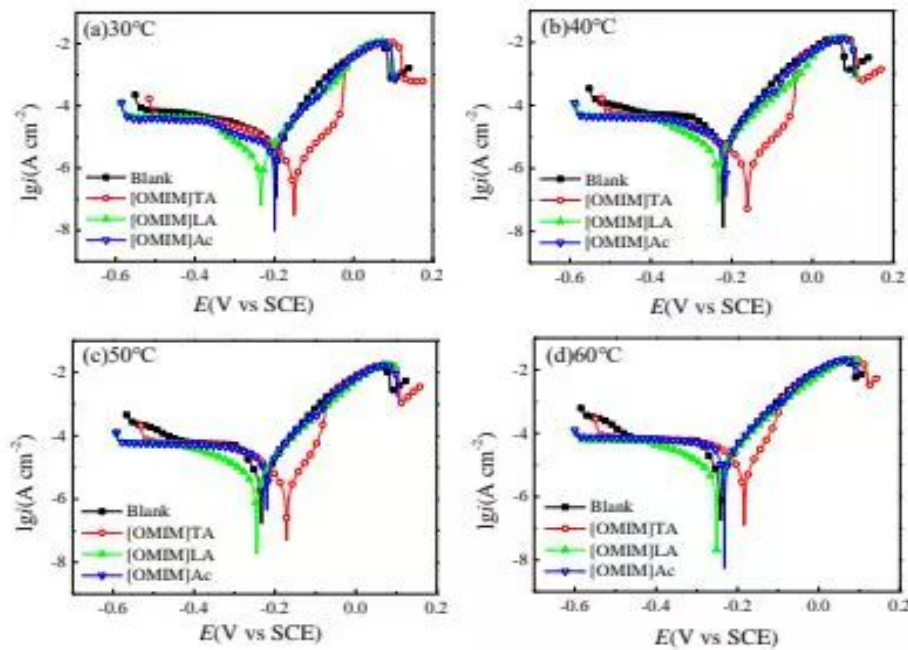 (a)30°C
-2
-4
-6
-8
lgi(A cm-2)
Blank
[OMIM]TA
[OMIM]LA
[OMIM]Ac
-0.6 -0.4 -0.2 0.0 0.2
E(V vs SCE)
(b)40°C
-2
-4
-6
-8
lgi(A cm-2)
Blank
[OMIM]TA
[OMIM]LA
[OMIM]Ac
-0.6 -0.4 -0.2 0.0 0.2
E(V vs SCE)
(c)50°C
-2
-4
-6
-8
lgi(A cm-2)
Blank
[OMIM]TA
[OMIM]LA
[OMIM]Ac
-0.6 -0.4 -0.2 0.0 0.2
E(V vs SCE)
(d)60°C
-2
-4
-6
-8
lgi(A cm-2)
Blank
[OMIM]TA
[OMIM]LA
[OMIM]Ac
-0.6 -0.4 -0.2 0.0 0.2
E(V vs SCE)